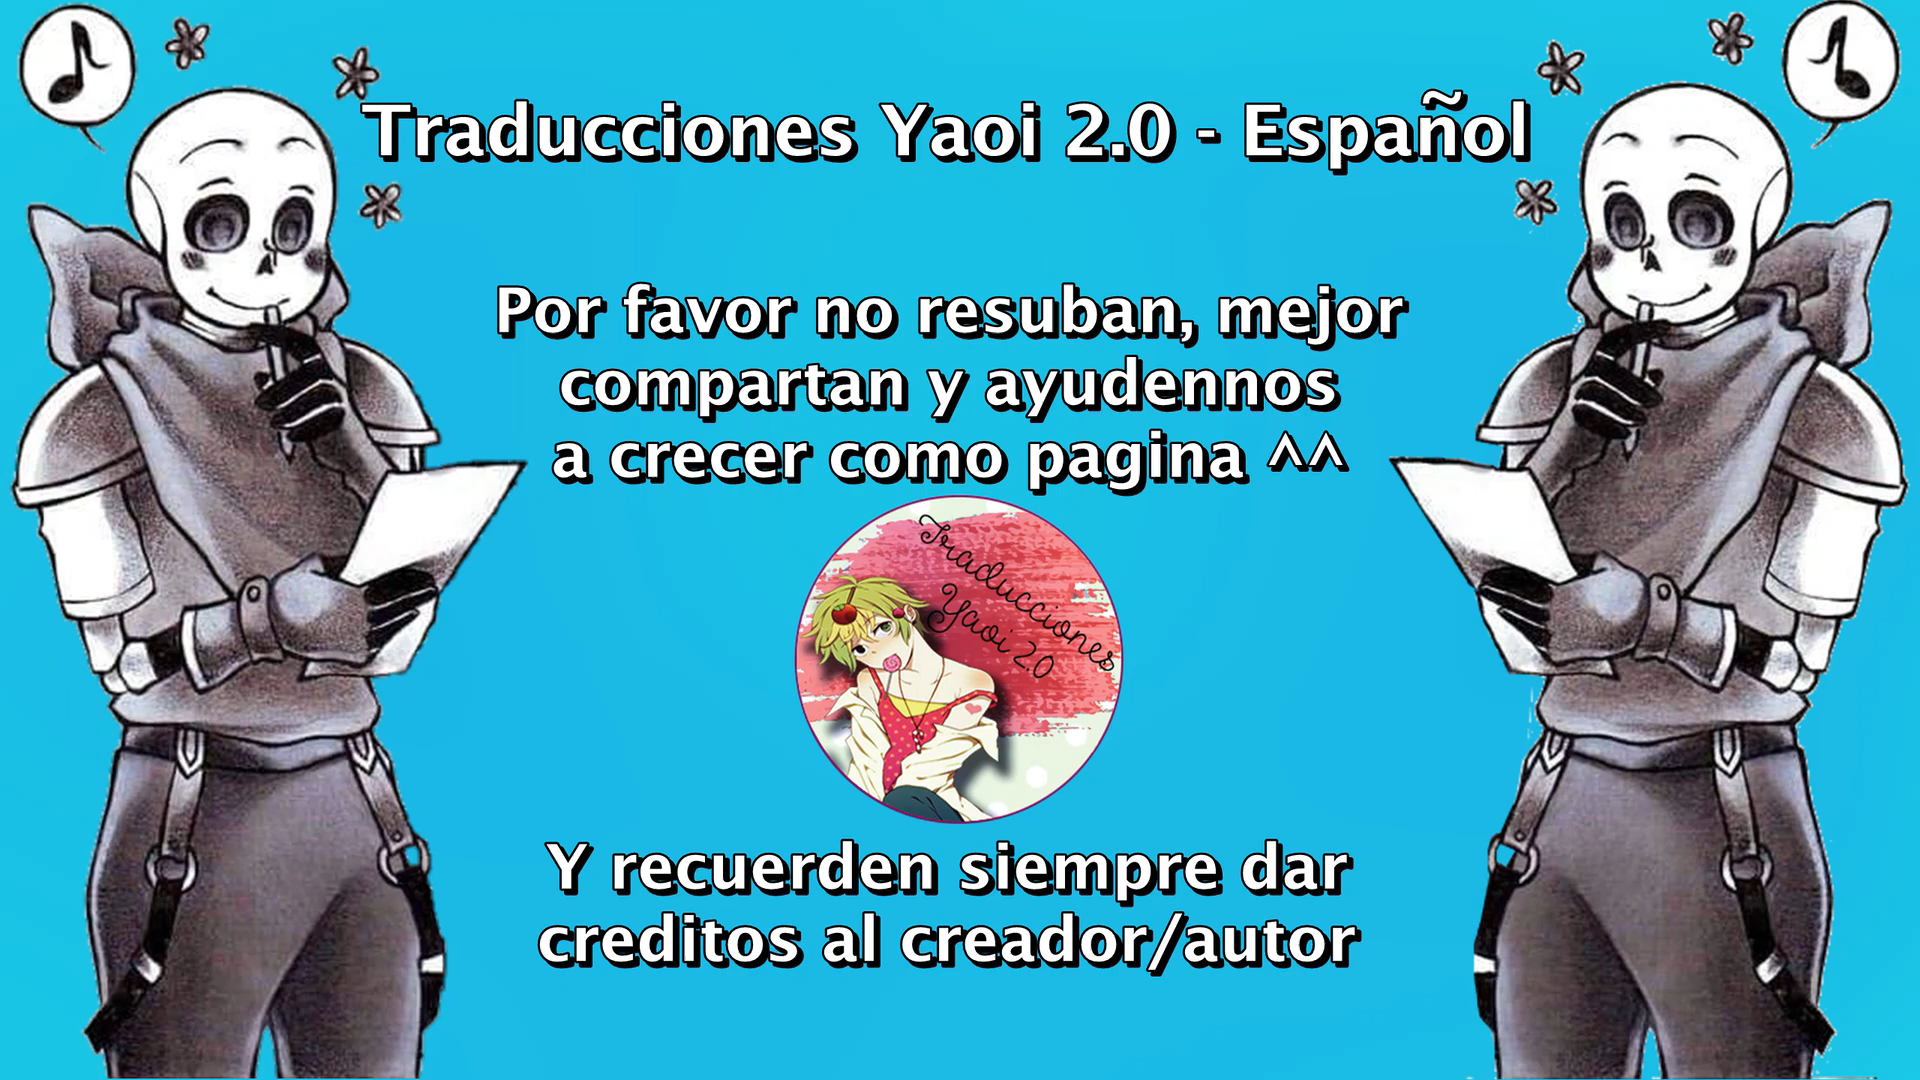 Traducciones Yaoi 2.0 - Español
Por favor no resuban, mejor
compartan y ayudennos
a crecer como pagina ^^
Traducciones
Yaoi 2.0
Y recuerden siempre dar
creditos al creador/autor